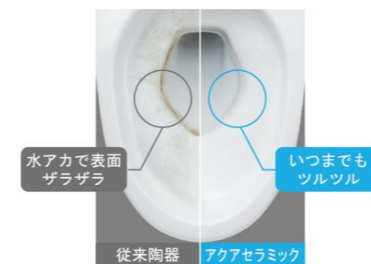 水アカで表面
ザラザラ
いつまでも
ツルツル
従来陶器
アクアセラミック